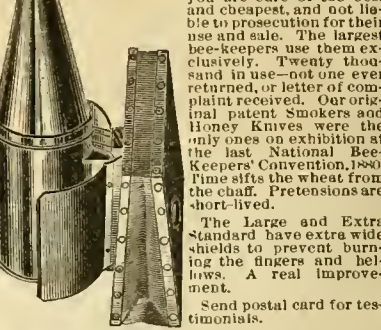 you are sure of the best
and cheapest, and not lia-
ble to prosecution for their
use and sale. The largest
bee-keepers use them ex-
clusively. Twenty thou-
sand in use—not one ever
returned, or letter of com-
plaint received. Our orig-
inal patent Smokers and
Honey Knives were the
only ones on exhibition at
the last National Bee-
Keepers' Convention, 1880.
Time sifts the wheat from
the chaff. Pretensions are
short-lived.
The Large and Extra
Standard have extra wide
shields to prevent burn-
ing the fingers and bel-
lows. A real improve-
ment.
Send postal card for tes-
timonials.